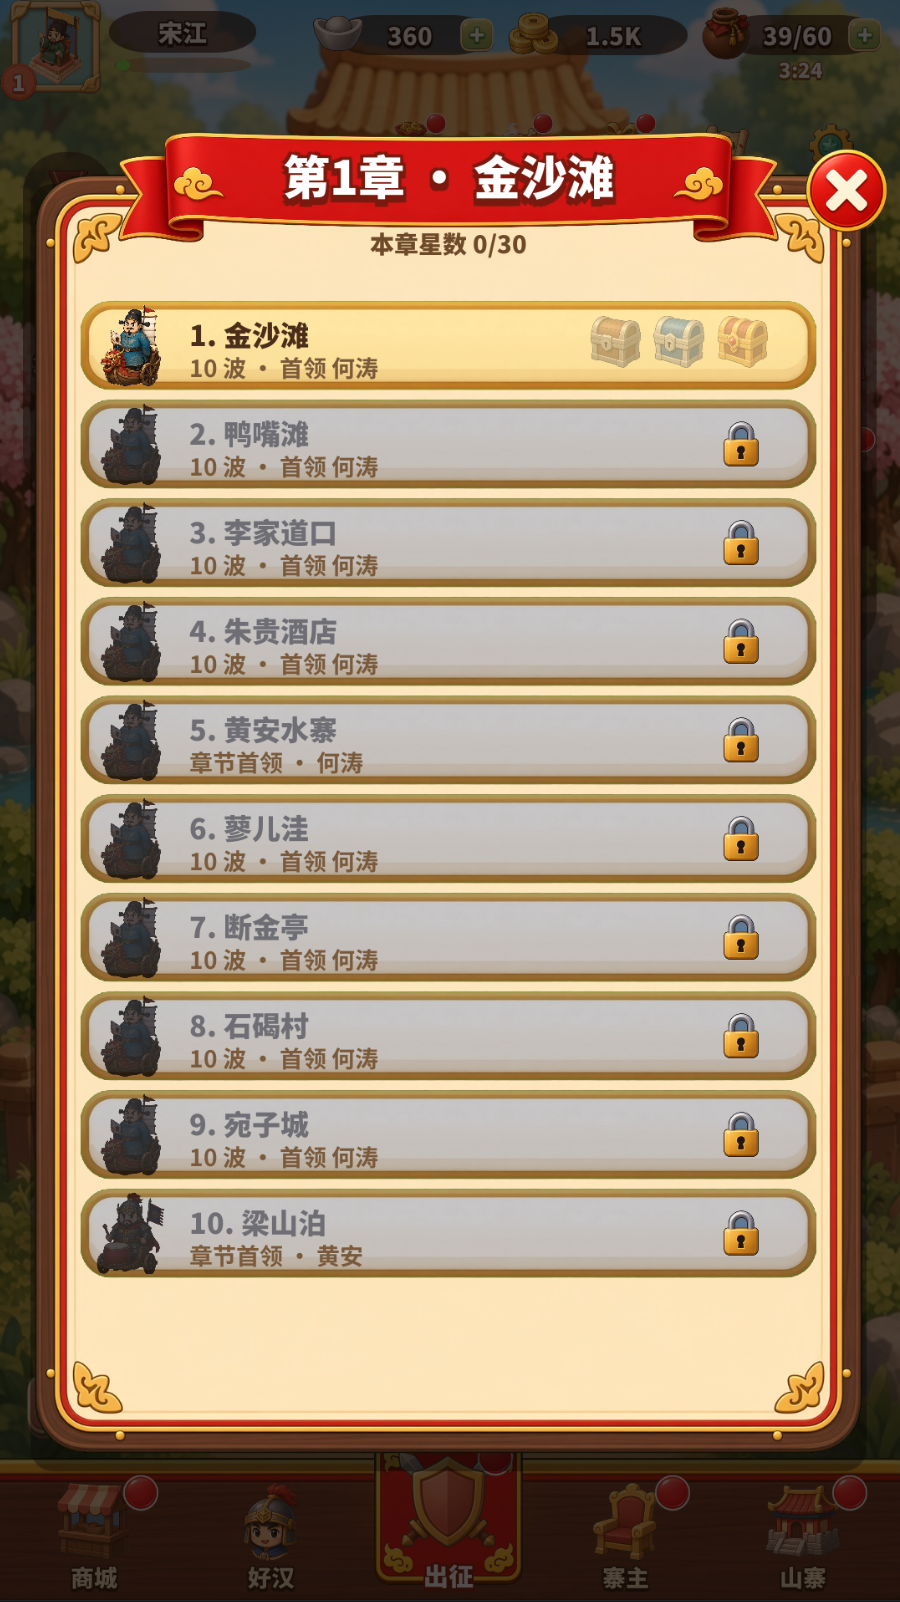 宋江
360
1.5K
39/60
1
3:24
第1章 · 金沙滩
本章星数 0/30
1. 金沙滩
10 波 · 首领 何涛
2. 鸭嘴滩
10 波 · 首领 何涛
3. 李家道口
10 波 · 首领 何涛
4. 朱贵酒店
10 波 · 首领 何涛
5. 黄安水寨
章节首领 · 何涛
6. 蓼儿洼
10 波 · 首领 何涛
7. 断金亭
10 波 · 首领 何涛
8. 石碣村
10 波 · 首领 何涛
9. 宛子城
10 波 · 首领 何涛
10. 梁山泊
章节首领 · 黄安
商城
好汉
出征
寨主
山寨